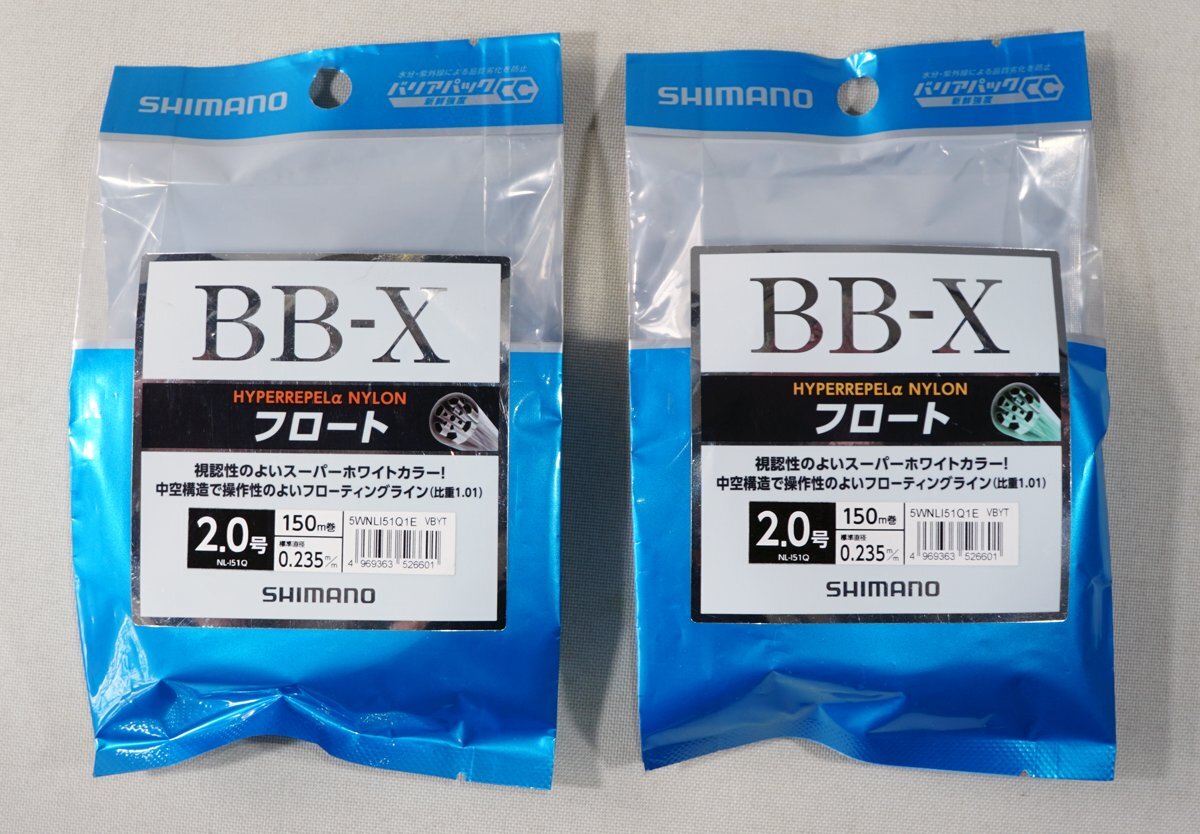 SHIMANO
水分・紫外線による品質劣化を防止
バリアパックCC
新鮮強度
BB-X
HYPERREPELα NYLON
フロート
視認性のよいスーパーホワイトカラー!
中空構造で操作性のよいフローティングライン(比重1.01)
2.0号
NL-I51Q
150m巻
標準直径
0.235m/m
5WNLI51Q1E VBYT
4 969363 526601
SHIMANO
SHIMANO
水分・紫外線による品質劣化を防止
バリアパックCC
新鮮強度
BB-X
HYPERREPELα NYLON
フロート
視認性のよいスーパーホワイトカラー!
中空構造で操作性のよいフローティングライン(比重1.01)
2.0号
NL-I51Q
150m巻
標準直径
0.235m/m
5WNLI51Q1E VBYT
4 969363 526601
SHIMANO